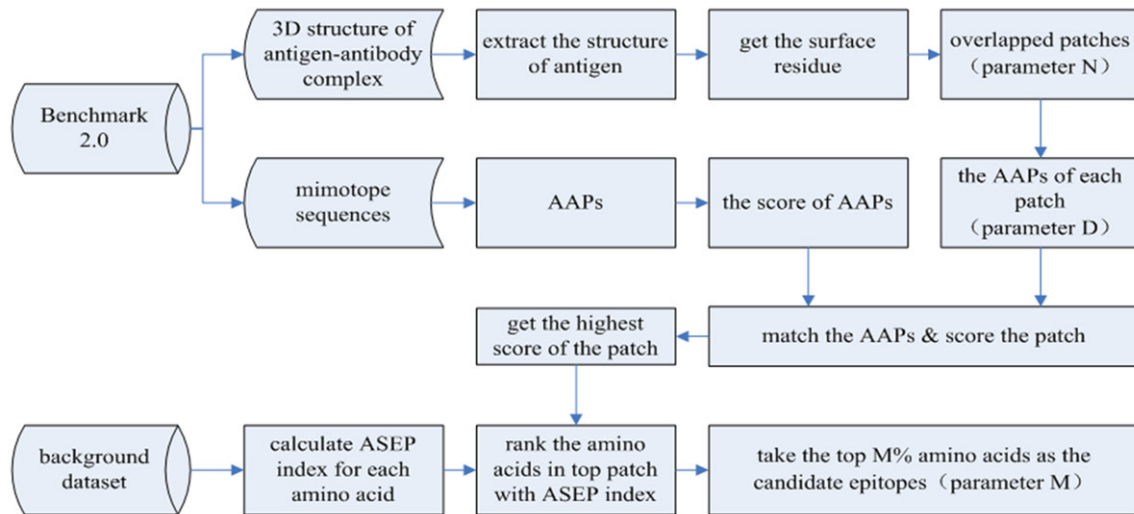 3D structure of
antigen-antibody
complex
extract the structure
of antigen
get the surface
residue
overlapped patches
（parameter N）
Benchmark
2.0
mimotope
sequences
AAPs
the score of AAPs
the AAPs of each
patch
（parameter D）
get the highest
score of the patch
match the AAPs & score the patch
background
dataset
calculate ASEP
index for each
amino acid
rank the amino
acids in top patch
with ASEP index
take the top M% amino acids as the
candidate epitopes（parameter M）